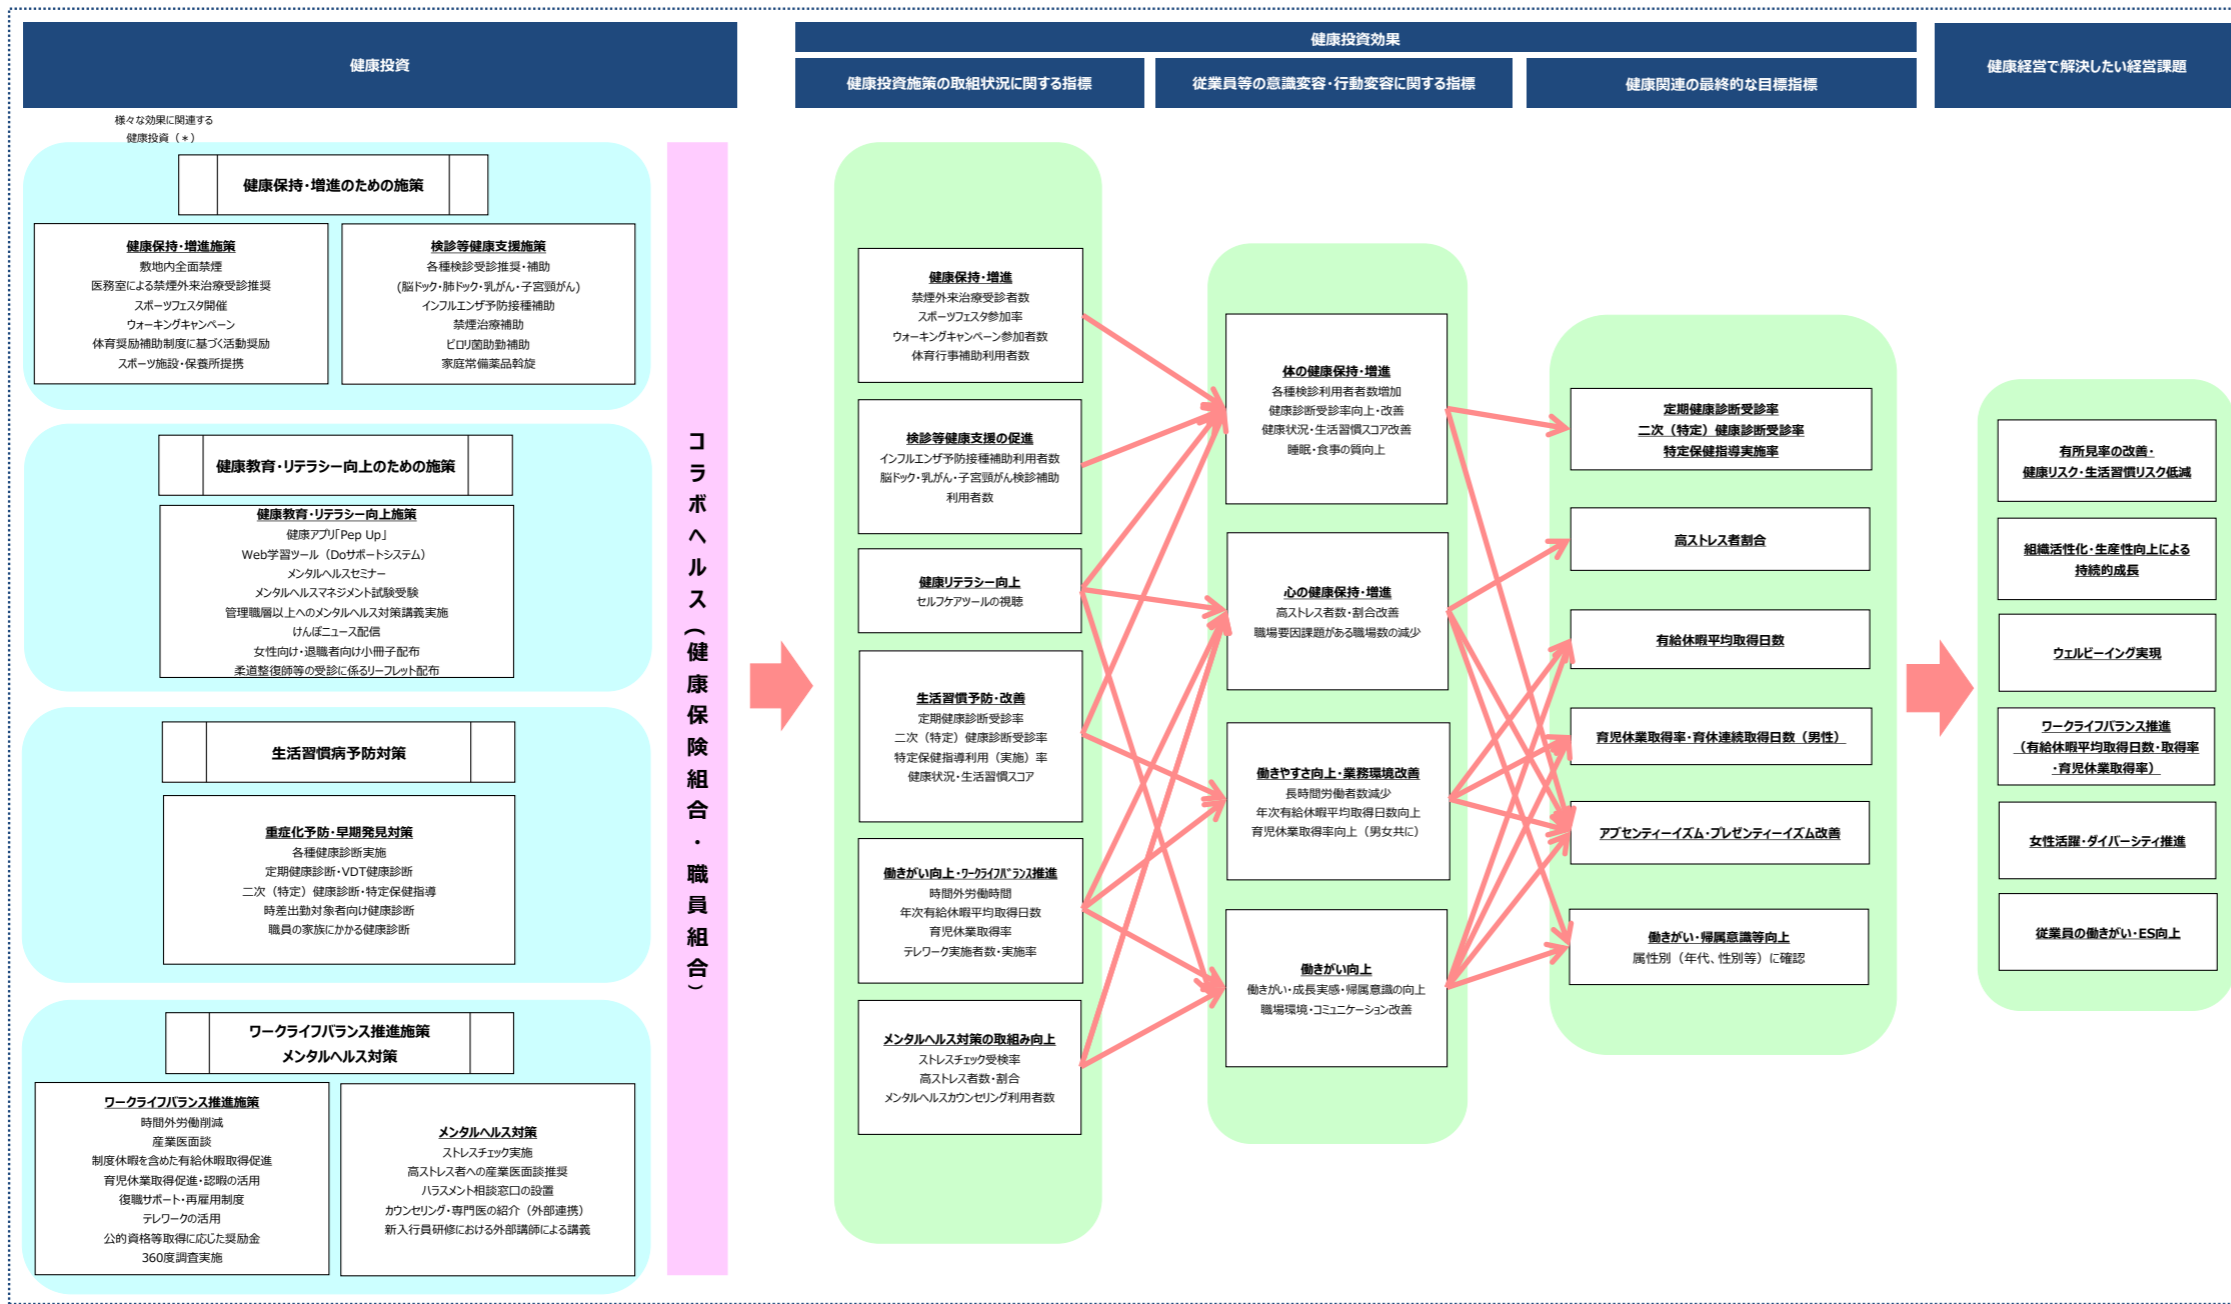 健康投資
健康投資効果
健康投資施策の取組状況に関する指標
従業員等の意識変容・行動変容に関する指標
健康関連の最終的な目標指標
健康経営で解決したい経営課題
様々な効果に関連する
健康投資（＊）
健康保持・増進のための施策
健康保持・増進施策
敷地内全面禁煙
医務室による禁煙外来治療受診推奨
スポーツフェスタ開催
ウォーキングキャンペーン
体育奨励補助制度に基づく活動奨励
スポーツ施設・保養所提携
検診等健康支援施策
各種検診受診推奨・補助
(脳ドック・肺ドック・乳がん・子宮頸がん)
インフルエンザ予防接種補助
禁煙治療補助
ピロリ菌助勤補助
家庭常備薬品斡旋
健康教育・リテラシー向上のための施策
健康教育・リテラシー向上施策
健康アプリ「Pep Up」
Web学習ツール（Doサポートシステム）
メンタルヘルスセミナー
メンタルヘルスマネジメント試験受験
管理職層以上へのメンタルヘルス対策講義実施
けんぽニュース配信
女性向け・退職者向け小冊子配布
柔道整復師等の受診に係るリーフレット配布
生活習慣病予防対策
重症化予防・早期発見対策
各種健康診断実施
定期健康診断・VDT健康診断
二次（特定）健康診断・特定保健指導
時差出勤対象者向け健康診断
職員の家族にかかる健康診断
ワークライフバランス推進施策
メンタルヘルス対策
ワークライフバランス推進施策
時間外労働削減
産業医面談
制度休暇を含めた有給休暇取得促進
育児休業取得促進・認暇の活用
復職サポート・再雇用制度
テレワークの活用
公的資格等取得に応じた奨励金
360度調査実施
メンタルヘルス対策
ストレスチェック実施
高ストレス者への産業医面談推奨
ハラスメント相談窓口の設置
カウンセリング・専門医の紹介（外部連携）
新入行員研修における外部講師による講義
コラボヘルス（健康保険組合・職員組合）
健康保持・増進
禁煙外来治療受診者数
スポーツフェスタ参加率
ウォーキングキャンペーン参加者数
体育行事補助利用者数
検診等健康支援の促進
インフルエンザ予防接種補助利用者数
脳ドック・乳がん・子宮頸がん検診補助
利用者数
健康リテラシー向上
セルフケアツールの視聴
生活習慣予防・改善
定期健康診断受診率
二次（特定）健康診断受診率
特定保健指導利用（実施）率
健康状況・生活習慣スコア
働きがい向上・ﾜｰｸﾗｲﾌﾊﾞﾗﾝｽ推進
時間外労働時間
年次有給休暇平均取得日数
育児休業取得率
テレワーク実施者数・実施率
メンタルヘルス対策の取組み向上
ストレスチェック受検率
高ストレス者数・割合
メンタルヘルスカウンセリング利用者数
体の健康保持・増進
各種検診利用者者数増加
健康診断受診率向上・改善
健康状況・生活習慣スコア改善
睡眠・食事の質向上
心の健康保持・増進
高ストレス者数・割合改善
職場要因課題がある職場数の減少
働きやすさ向上・業務環境改善
長時間労働者数減少
年次有給休暇平均取得日数向上
育児休業取得率向上（男女共に）
働きがい向上
働きがい・成長実感・帰属意識の向上
職場環境・コミュニケーション改善
定期健康診断受診率
二次（特定）健康診断受診率
特定保健指導実施率
高ストレス者割合
有給休暇平均取得日数
育児休業取得率・育休連続取得日数（男性）
アブセンティーイズム・プレゼンティーイズム改善
働きがい・帰属意識等向上
属性別（年代、性別等）に確認
有所見率の改善・
健康リスク・生活習慣リスク低減
組織活性化・生産性向上による
持続的成長
ウェルビーイング実現
ワークライフバランス推進
（有給休暇平均取得日数・取得率
・育児休業取得率）
女性活躍・ダイバーシティ推進
従業員の働きがい・ES向上